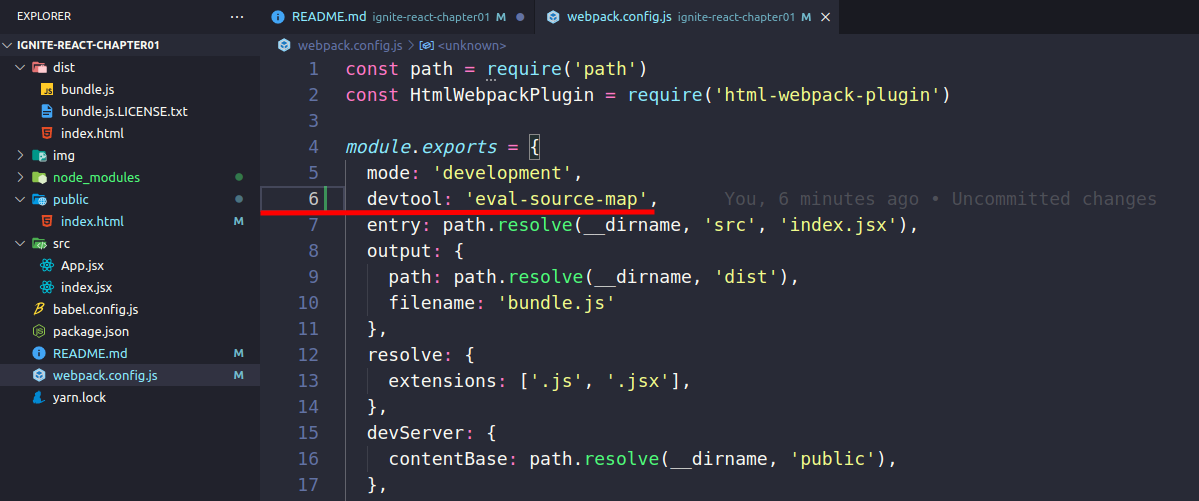 EXPLORER ...
README.md ignite-react-chapter01 M
webpack.config.js ignite-react-chapter01 M
IGNITE-REACT-CHAPTER01
dist
JS bundle.js
bundle.js.LICENSE.txt
index.html
img
node_modules
public
index.html M
src
App.jsx
index.jsx
babel.config.js
package.json
README.md M
webpack.config.js M
yarn.lock
webpack.config.js > <unknown>
1 const path = require('path')
2 const HtmlWebpackPlugin = require('html-webpack-plugin')
3
4 module.exports = {
5 mode: 'development',
6 devtool: 'eval-source-map', You, 6 minutes ago • Uncommitted changes
7 entry: path.resolve(__dirname, 'src', 'index.jsx'),
8 output: {
9 path: path.resolve(__dirname, 'dist'),
10 filename: 'bundle.js'
11 },
12 resolve: {
13 extensions: ['.js', '.jsx'],
14 },
15 devServer: {
16 contentBase: path.resolve(__dirname, 'public'),
17 },